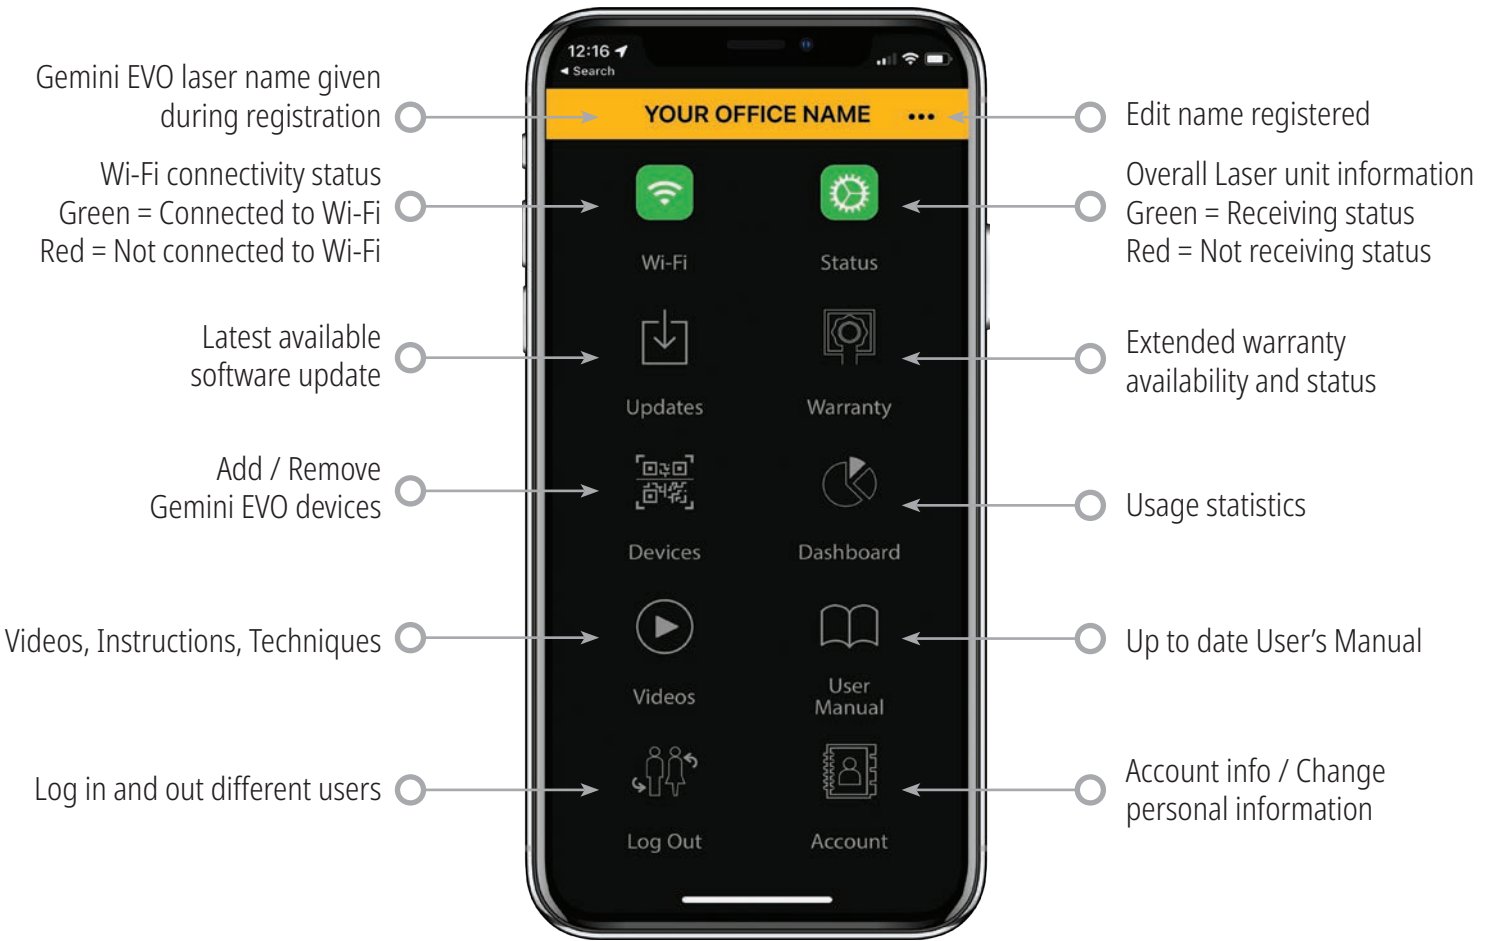 12:16
◄ Search
Gemini EVO laser name given
during registration
YOUR OFFICE NAME
Edit name registered
Wi-Fi connectivity status
Green = Connected to Wi-Fi
Red = Not connected to Wi-Fi
Wi-Fi
Status
Overall Laser unit information
Green = Receiving status
Red = Not receiving status
Latest available
software update
Updates
Warranty
Extended warranty
availability and status
Add / Remove
Gemini EVO devices
Devices
Dashboard
Usage statistics
Videos, Instructions, Techniques
Videos
User
Manual
Up to date User's Manual
Log in and out different users
Log Out
Account
Account info / Change
personal information